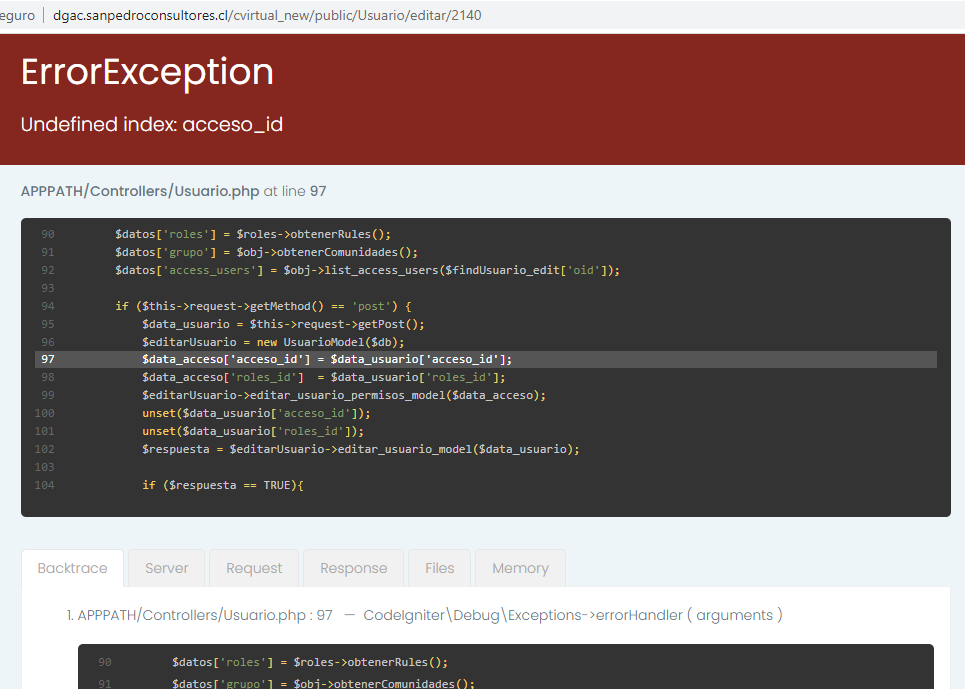 eguro dgac.sanpedroconsultores.cl/cvirtual_new/public/Usuario/editar/2140
ErrorException
Undefined index: acceso_id
APPPATH/Controllers/Usuario.php at line 97
90 $datos['roles'] = $roles->obtenerRules();
91 $datos['grupo'] = $obj->obtenerComunidades();
92 $datos['access_users'] = $obj->list_access_users($findUsuario_edit['oid']);
93
94 if ($this->request->getMethod() == 'post') {
95 $data_usuario = $this->request->getPost();
96 $editarUsuario = new UsuarioModel($db);
97 $data_acceso['acceso_id'] = $data_usuario['acceso_id'];
98 $data_acceso['roles_id'] = $data_usuario['roles_id'];
99 $editarUsuario->editar_usuario_permisos_model($data_acceso);
100 unset($data_usuario['acceso_id']);
101 unset($data_usuario['roles_id']);
102 $respuesta = $editarUsuario->editar_usuario_model($data_usuario);
103
104 if ($respuesta == TRUE){
Backtrace Server Request Response Files Memory
1. APPPATH/Controllers/Usuario.php : 97 — CodeIgniter\Debug\Exceptions->errorHandler ( arguments )
90 $datos['roles'] = $roles->obtenerRules();
91 $datos['grupo'] = $obj->obtenerComunidades();